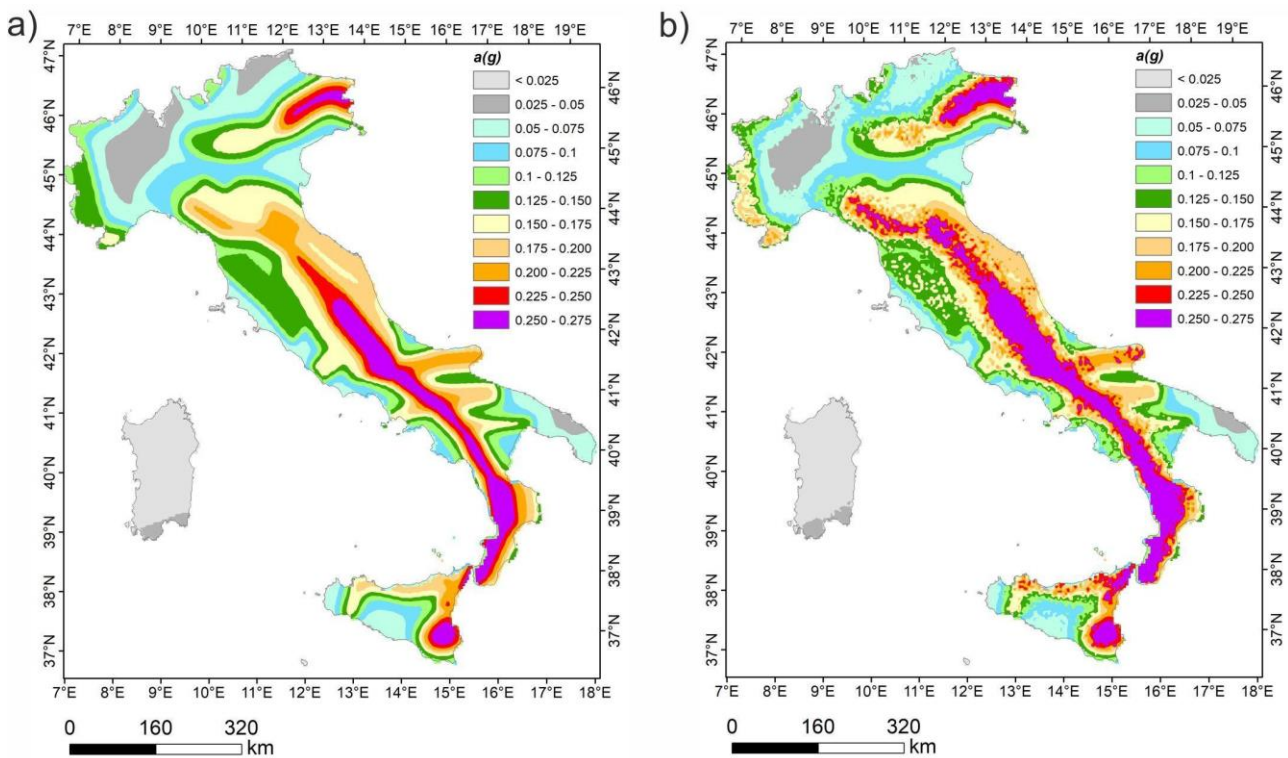 a)
7°E 8°E 9°E 10°E 11°E 12°E 13°E 14°E 15°E 16°E 17°E 18°E 19°E
47°N
46°N
45°N
44°N
43°N
42°N
41°N
40°N
39°N
38°N
37°N
a(g)
< 0.025
0.025 - 0.05
0.05 - 0.075
0.075 - 0.1
0.1 - 0.125
0.125 - 0.150
0.150 - 0.175
0.175 - 0.200
0.200 - 0.225
0.225 - 0.250
0.250 - 0.275
46°N
45°N
44°N
43°N
42°N
41°N
40°N
39°N
38°N
37°N
7°E 8°E 9°E 10°E 11°E 12°E 13°E 14°E 15°E 16°E 17°E 18°E
0 160 320
km
b)
7°E 8°E 9°E 10°E 11°E 12°E 13°E 14°E 15°E 16°E 17°E 18°E 19°E
47°N
46°N
45°N
44°N
43°N
42°N
41°N
40°N
39°N
38°N
37°N
a(g)
< 0.025
0.025 - 0.05
0.05 - 0.075
0.075 - 0.1
0.1 - 0.125
0.125 - 0.150
0.150 - 0.175
0.175 - 0.200
0.200 - 0.225
0.225 - 0.250
0.250 - 0.275
46°N
45°N
44°N
43°N
42°N
41°N
40°N
39°N
38°N
37°N
7°E 8°E 9°E 10°E 11°E 12°E 13°E 14°E 15°E 16°E 17°E 18°E
0 160 320
km